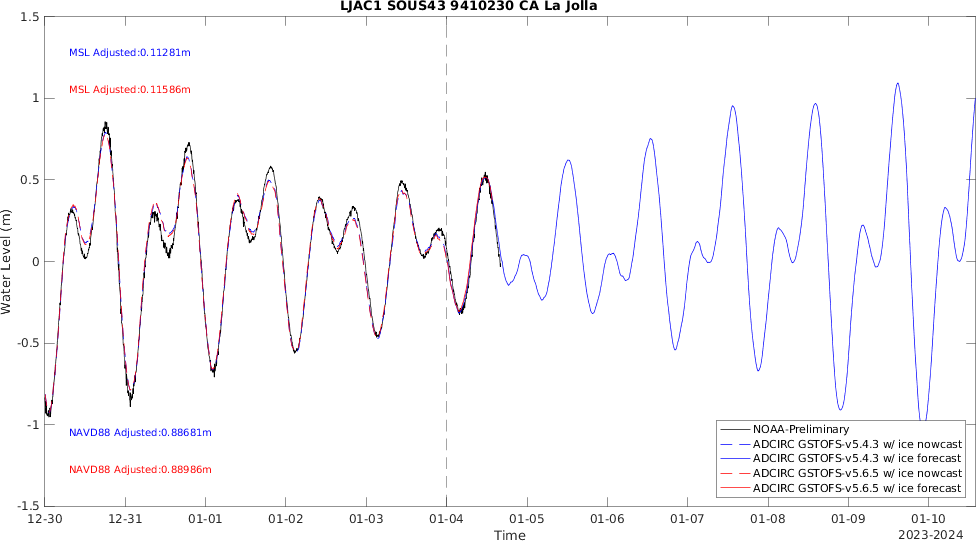 LJAC1 SOUS43 9410230 CA La Jolla
1.5
MSL Adjusted:0.11281m
1
MSL Adjusted:0.11586m
0.5
Water Level (m)
0
-0.5
-1
NAVD88 Adjusted:0.88681m
NAVD88 Adjusted:0.88986m
NOAA-Preliminary
ADCIRC GSTOFS-v5.4.3 w/ ice nowcast
ADCIRC GSTOFS-v5.4.3 w/ ice forecast
ADCIRC GSTOFS-v5.6.5 w/ ice nowcast
ADCIRC GSTOFS-v5.6.5 w/ ice forecast
-1.5
12-30 12-31 01-01 01-02 01-03 01-04 01-05 01-06 01-07 01-08 01-09 01-10
Time
2023-2024